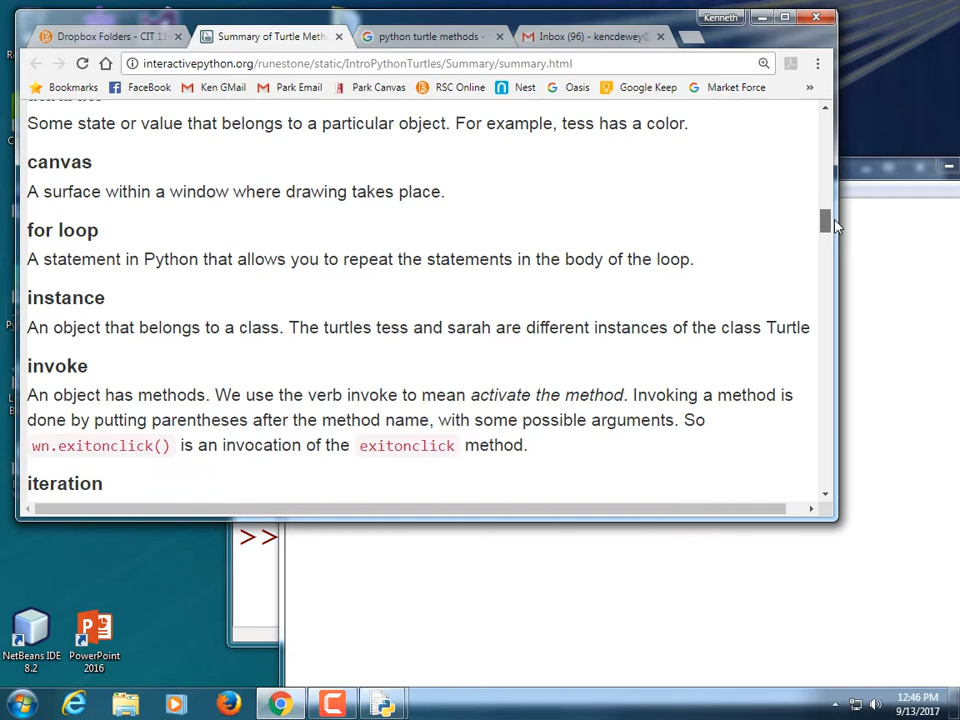 Kenneth
Dropbox Folders - CIT 11
Summary of Turtle Meth
python turtle methods -
Inbox (96) - kencdewey@
interactivepython.org/runestone/static/IntroPythonTurtles/Summary/summary.html
Bookmarks
FaceBook
Ken GMail
Park Email
Park Canvas
RSC Online
Nest
Oasis
Google Keep
Market Force
»
Some state or value that belongs to a particular object. For example, tess has a color.
canvas
A surface within a window where drawing takes place.
for loop
A statement in Python that allows you to repeat the statements in the body of the loop.
instance
An object that belongs to a class. The turtles tess and sarah are different instances of the class Turtle
invoke
An object has methods. We use the verb invoke to mean activate the method. Invoking a method is
done by putting parentheses after the method name, with some possible arguments. So
wn.exitonclick() is an invocation of the exitonclick method.
iteration
>>
NetBeans IDE
8.2
PowerPoint
2016
12:46 PM
9/13/2017